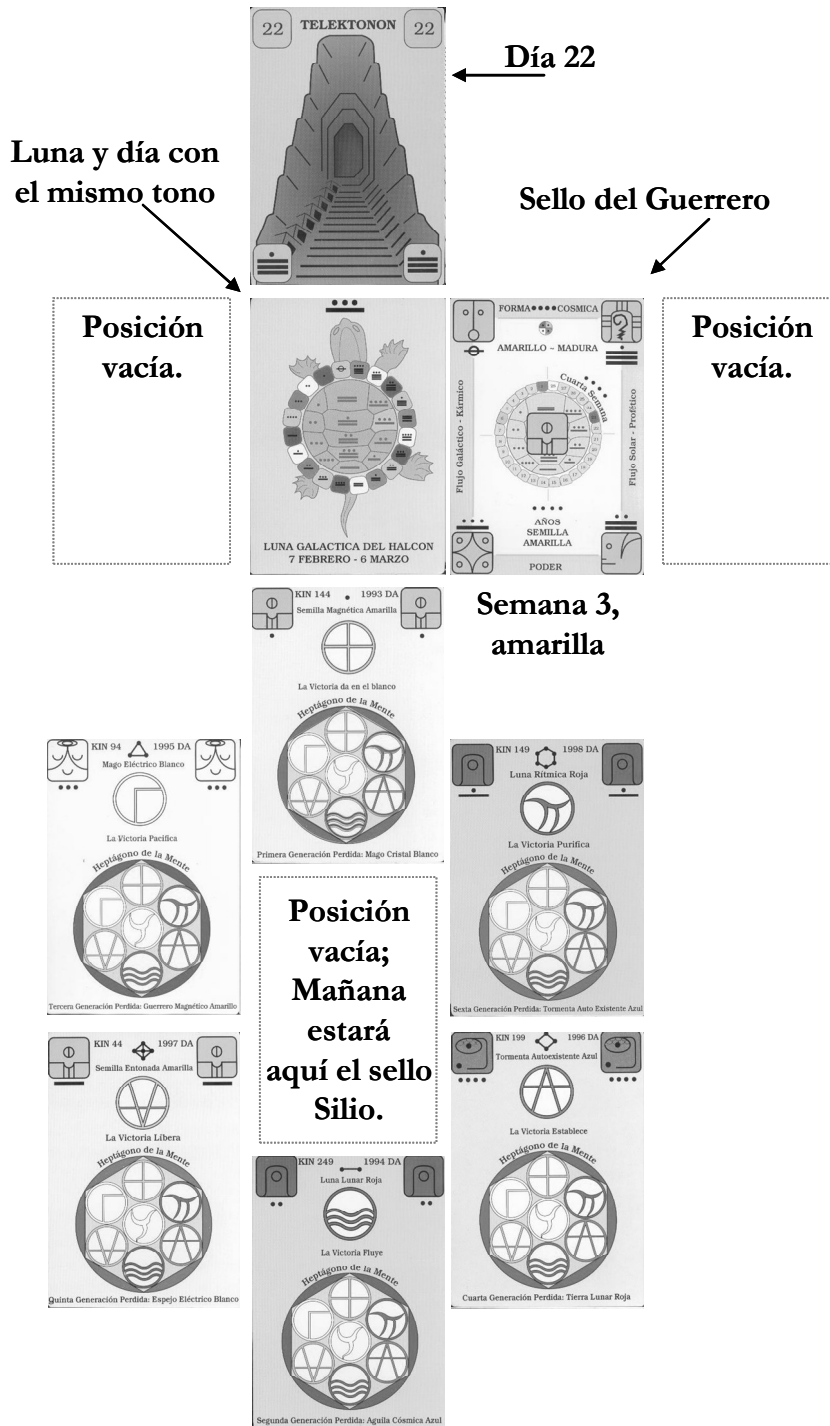 22 TELEKTONON 22
Día 22
Luna y día con
el mismo tono
Sello del Guerrero
Posición
vacía.
LUNA GALACTICA DEL HALCON
7 FEBRERO - 6 MARZO
FORMA COSMICA
AMARILLO ~ MADURA
Cuarta Semana
Flujo Galáctico - Kármico
Flujo Solar - Profético
AÑOS
SEMILLA
AMARILLA
PODER
Posición
vacía.
Semana 3,
amarilla
KIN 144 1993 DA
Semilla Magnética Amarilla
La Victoria da en el blanco
Heptágono de la Mente
Primera Generación Perdida: Mago Cristal Blanco
KIN 94 1995 DA
Mago Eléctrico Blanco
La Victoria Pacifica
Heptágono de la Mente
Tercera Generación Perdida: Guerrero Magnético Amarillo
KIN 149 1998 DA
Luna Rítmica Roja
La Victoria Purifica
Heptágono de la Mente
Sexta Generación Perdida: Tormenta Auto Existente Azul
Posición
vacía;
Mañana
estará
aquí el sello
Silio.
KIN 44 1997 DA
Semilla Entonada Amarilla
La Victoria Libera
Heptágono de la Mente
Quinta Generación Perdida: Espejo Eléctrico Blanco
KIN 199 1996 DA
Tormenta Autoexistente Azul
La Victoria Establece
Heptágono de la Mente
Cuarta Generación Perdida: Tierra Lunar Roja
KIN 249 1994 DA
Luna Lunar Roja
La Victoria Fluye
Heptágono de la Mente
Segunda Generación Perdida: Aguila Cósmica Azul